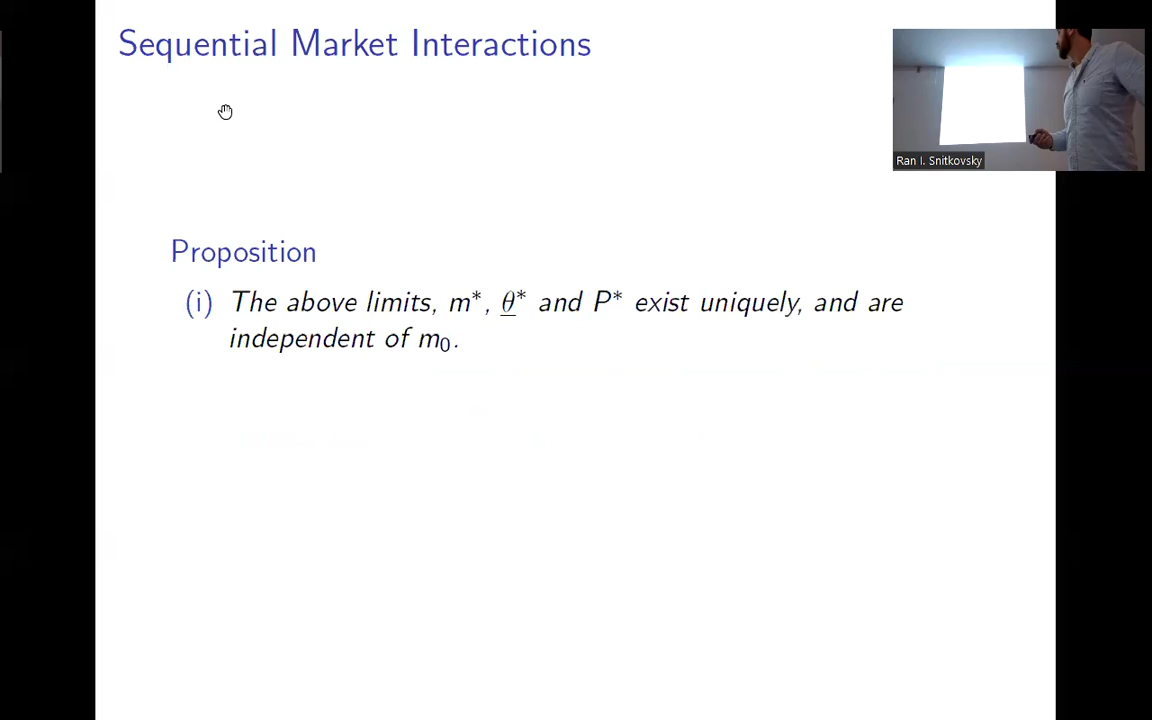 Sequential Market Interactions
Ran I. Snitkovsky
Proposition
(i) The above limits, m*, θ̲* and P* exist uniquely, and are
independent of m₀.